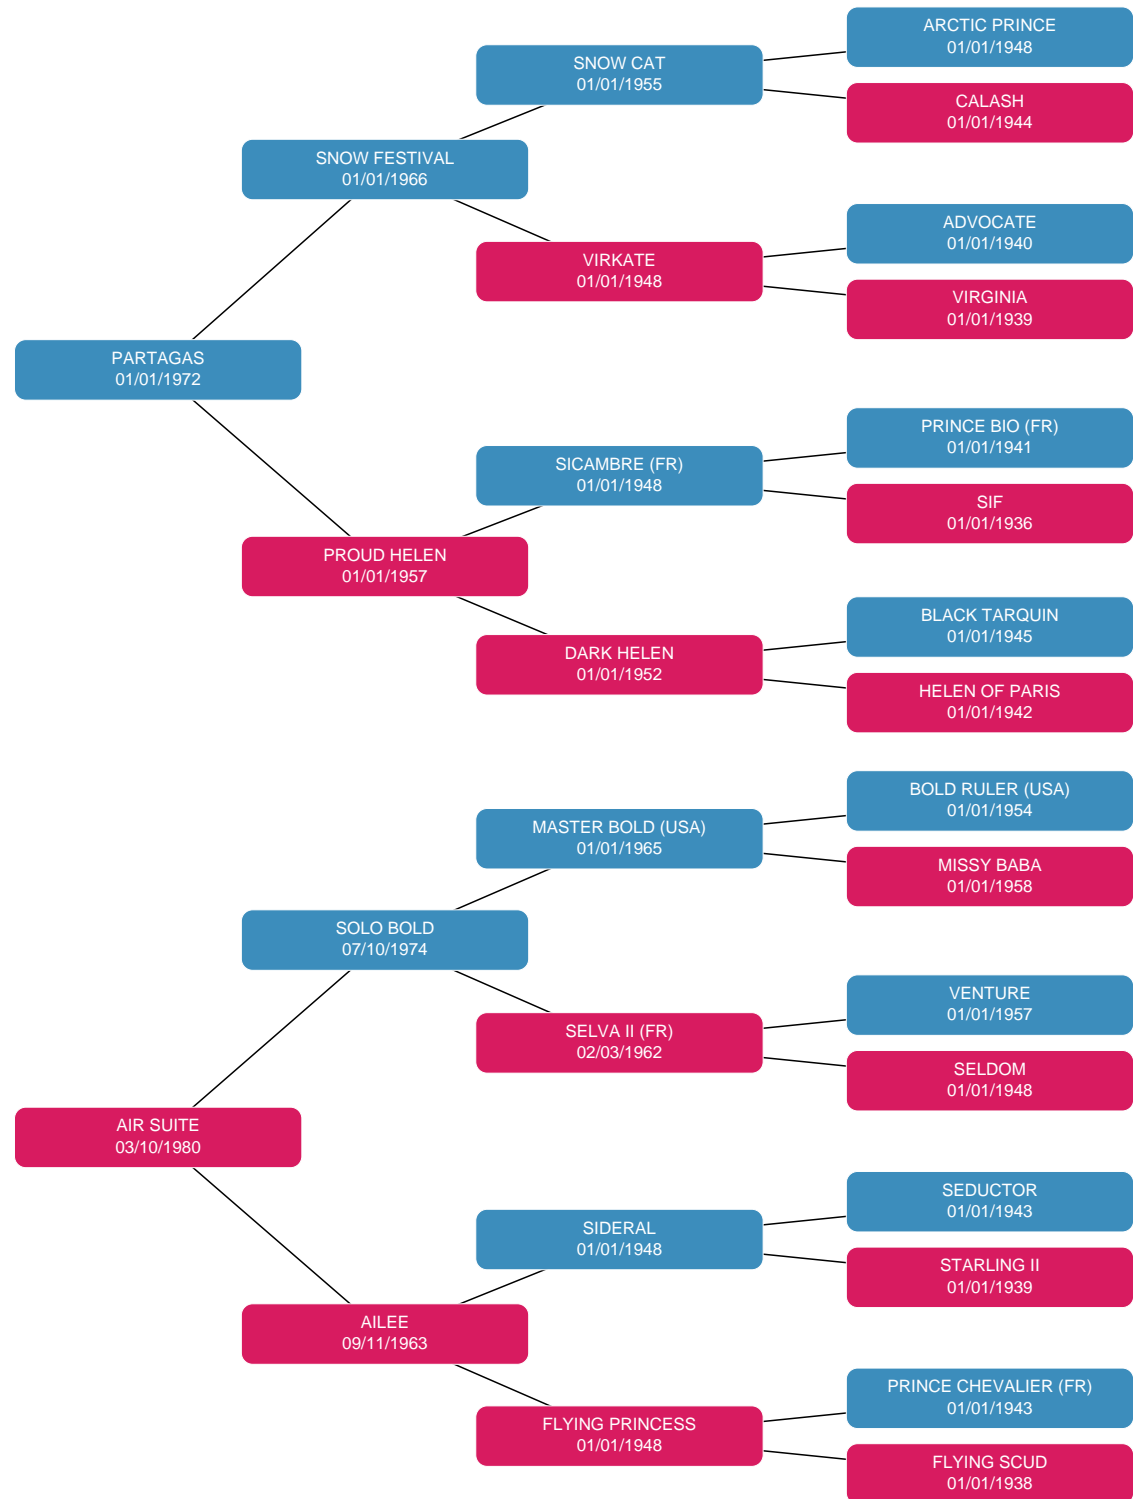 ARCTIC PRINCE
01/01/1948
SNOW CAT
01/01/1955
CALASH
01/01/1944
SNOW FESTIVAL
01/01/1966
ADVOCATE
01/01/1940
VIRKATE
01/01/1948
VIRGINIA
01/01/1939
PARTAGAS
01/01/1972
PRINCE BIO (FR)
01/01/1941
SICAMBRE (FR)
01/01/1948
SIF
01/01/1936
PROUD HELEN
01/01/1957
BLACK TARQUIN
01/01/1945
DARK HELEN
01/01/1952
HELEN OF PARIS
01/01/1942
BOLD RULER (USA)
01/01/1954
MASTER BOLD (USA)
01/01/1965
MISSY BABA
01/01/1958
SOLO BOLD
07/10/1974
VENTURE
01/01/1957
SELVA II (FR)
02/03/1962
SELDOM
01/01/1948
AIR SUITE
03/10/1980
SEDUCTOR
01/01/1943
SIDERAL
01/01/1948
STARLING II
01/01/1939
AILEE
09/11/1963
PRINCE CHEVALIER (FR)
01/01/1943
FLYING PRINCESS
01/01/1948
FLYING SCUD
01/01/1938